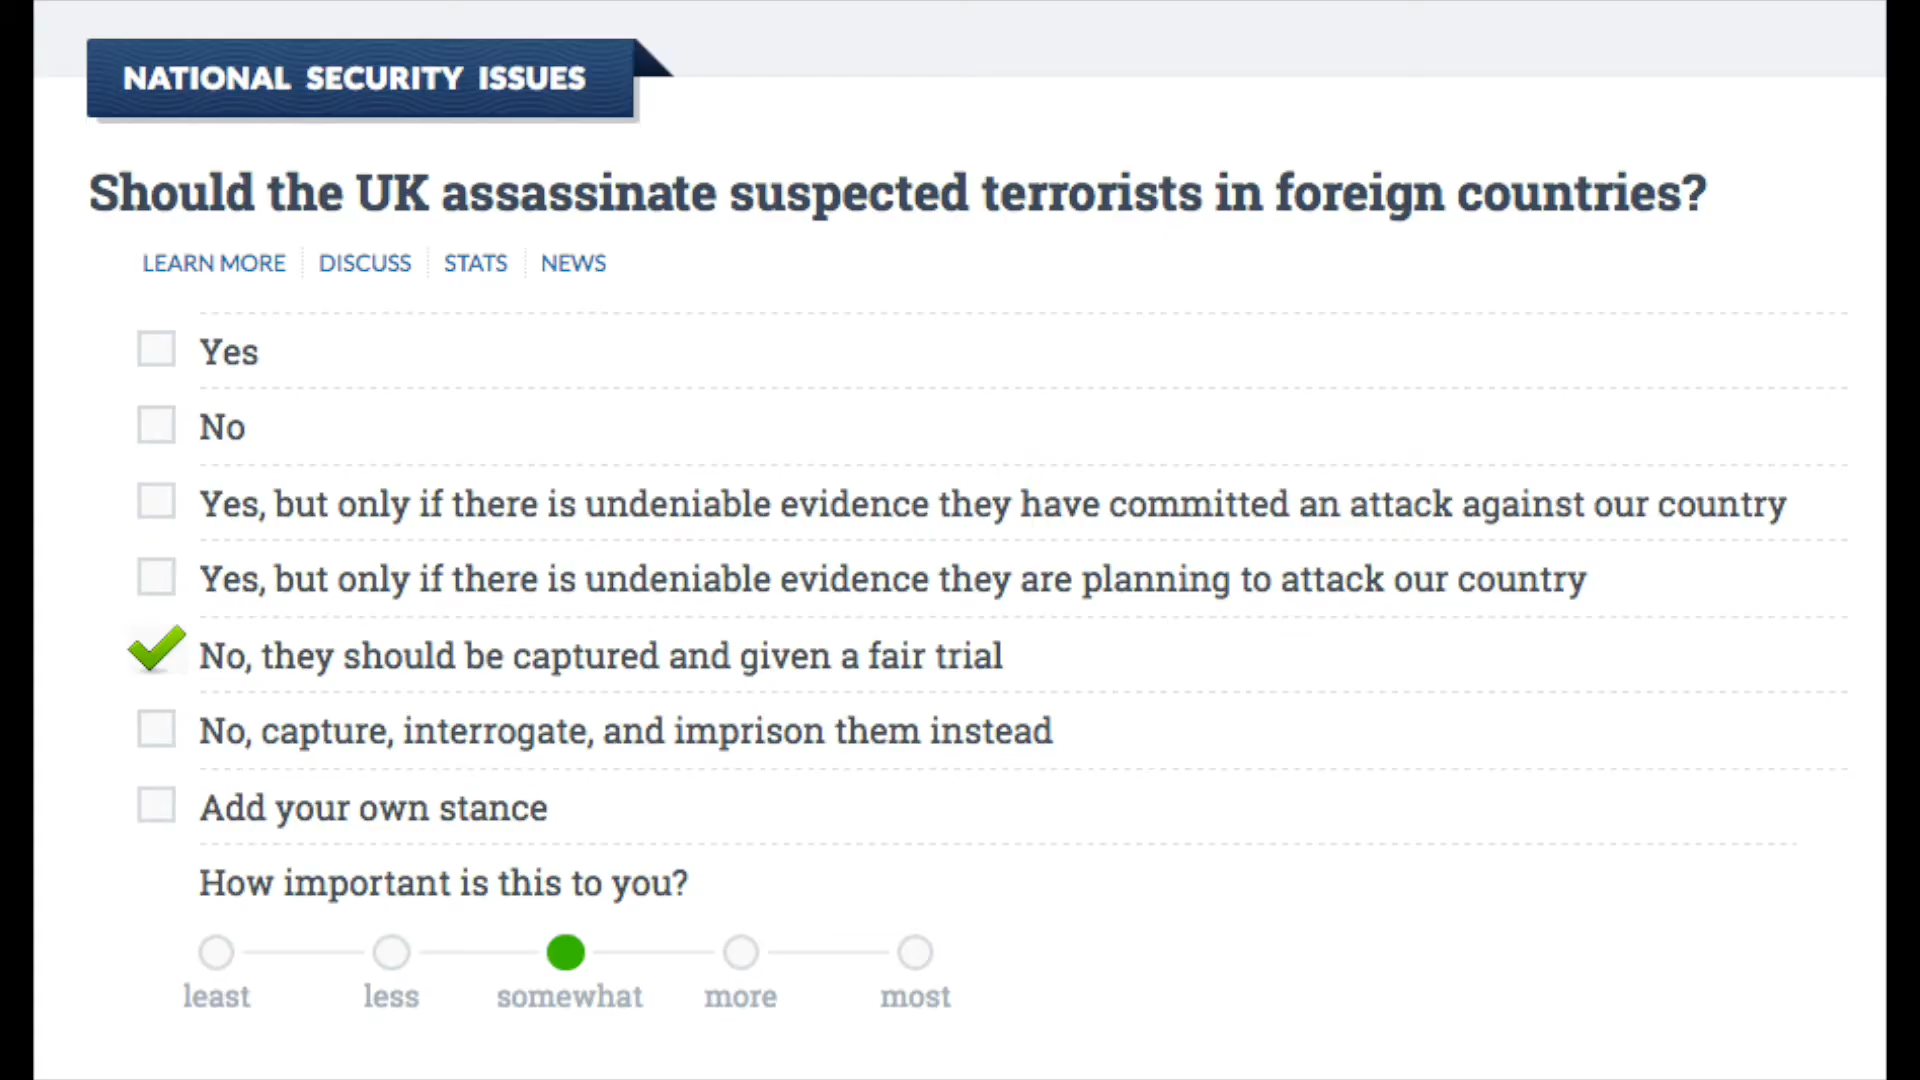 NATIONAL SECURITY ISSUES
Should the UK assassinate suspected terrorists in foreign countries?
LEARN MORE DISCUSS STATS NEWS
Yes
No
Yes, but only if there is undeniable evidence they have committed an attack against our country
Yes, but only if there is undeniable evidence they are planning to attack our country
No, they should be captured and given a fair trial
No, capture, interrogate, and imprison them instead
Add your own stance
How important is this to you?
least less somewhat more most